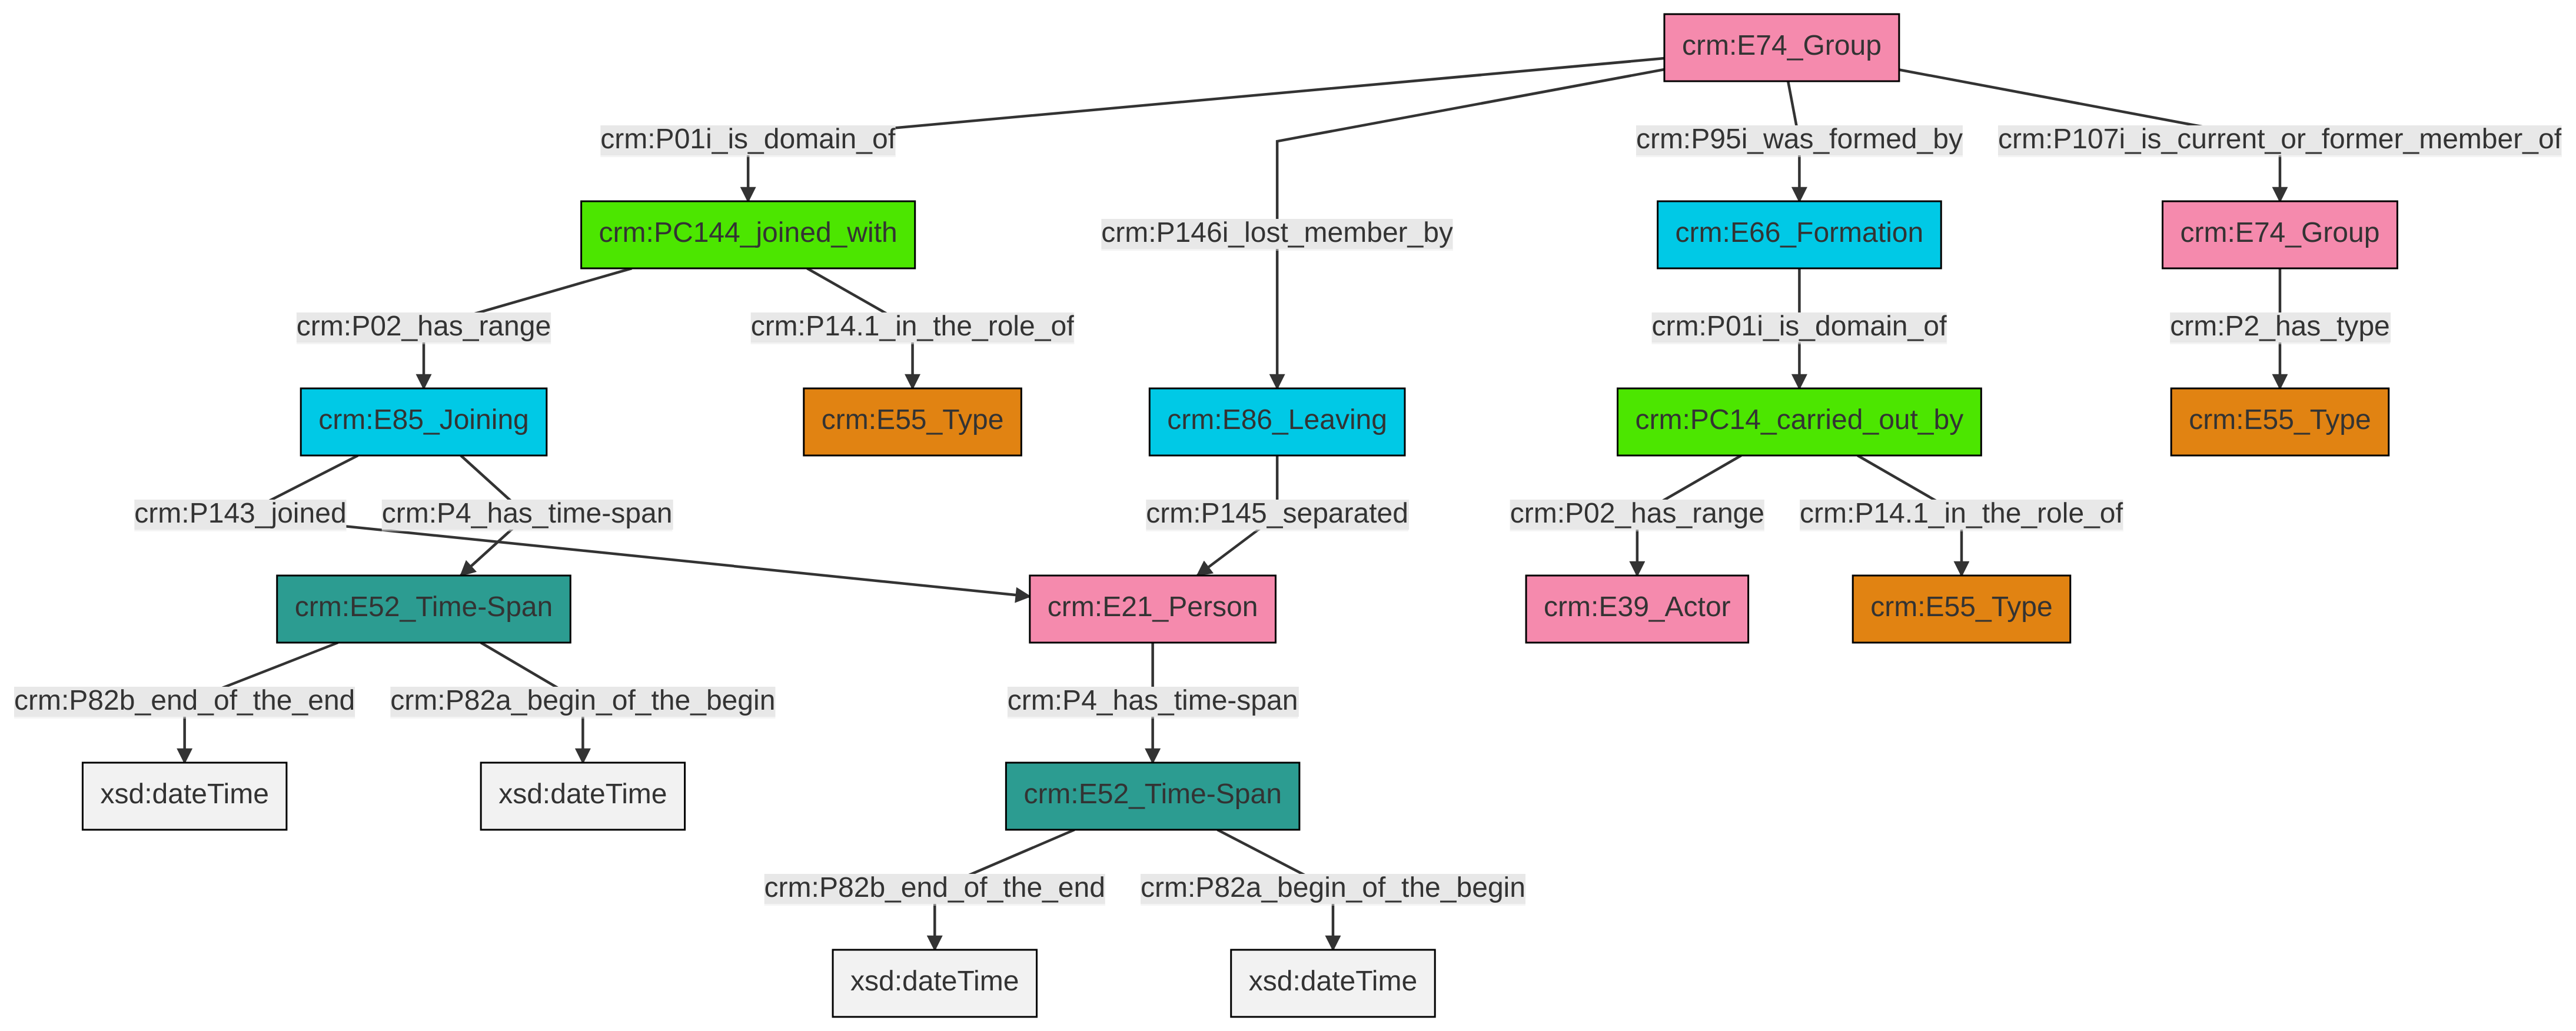 crm:E74_Group
crm:P01i_is_domain_of
crm:P95i_was_formed_by
crm:P107i_is_current_or_former_member_of
crm:PC144_joined_with
crm:P146i_lost_member_by
crm:E66_Formation
crm:E74_Group
crm:P02_has_range
crm:P14.1_in_the_role_of
crm:P01i_is_domain_of
crm:P2_has_type
crm:E85_Joining
crm:E55_Type
crm:E86_Leaving
crm:PC14_carried_out_by
crm:E55_Type
crm:P143_joined
crm:P4_has_time-span
crm:P145_separated
crm:P02_has_range
crm:P14.1_in_the_role_of
crm:E52_Time-Span
crm:E21_Person
crm:E39_Actor
crm:E55_Type
crm:P82b_end_of_the_end
crm:P82a_begin_of_the_begin
crm:P4_has_time-span
xsd:dateTime
xsd:dateTime
crm:E52_Time-Span
crm:P82b_end_of_the_end
crm:P82a_begin_of_the_begin
xsd:dateTime
xsd:dateTime